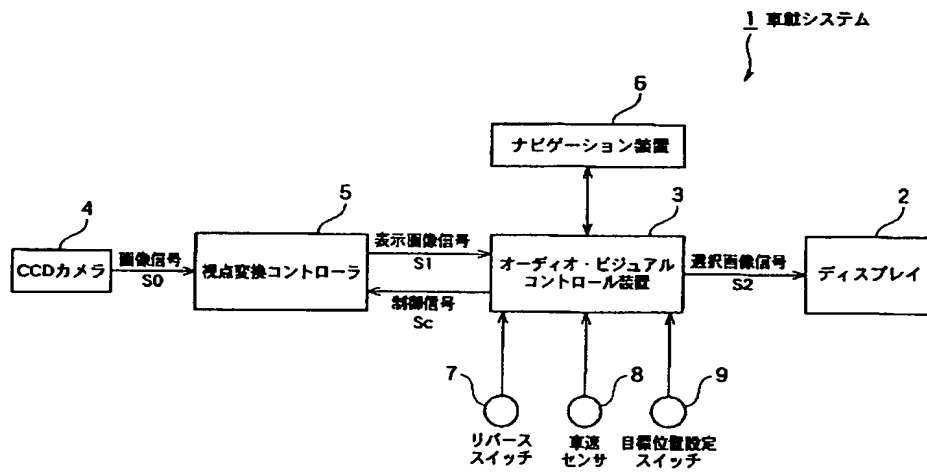 1 車載システム
6
ナビゲーション装置
4
CCDカメラ
画像信号
S0
5
視点変換コントローラ
表示画像信号
S1
制御信号
Sc
3
オーディオ・ビジュアル
コントロール装置
選択画像信号
S2
2
ディスプレイ
7
リバース
スイッチ
8
車速
センサ
9
目標位置設定
スイッチ